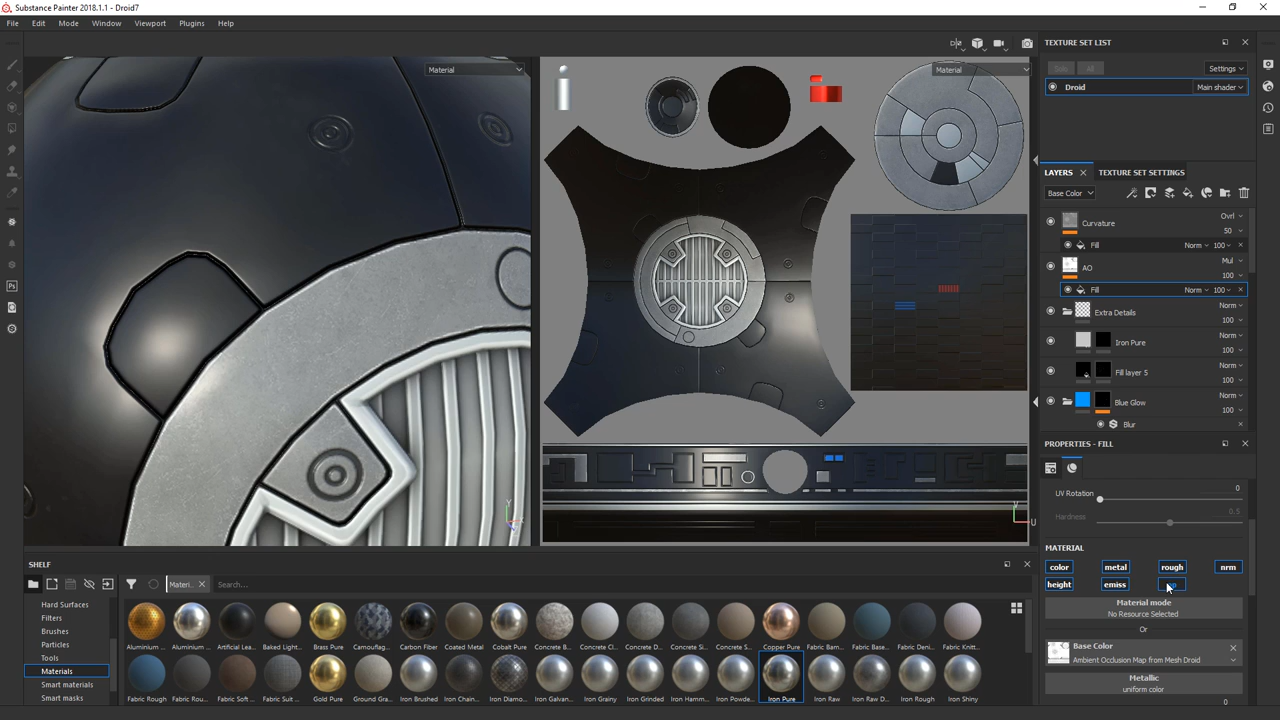 Substance Painter 2018.1.1 - Droid7
File Edit Mode Window Viewport Plugins Help
Material
Material
TEXTURE SET LIST
Solo All Settings
Droid Main shader
LAYERS TEXTURE SET SETTINGS
Base Color
Curvature Ovrl
50
Fill Norm 100
AO Mul
100
Fill Norm 100
Extra Details Norm
100
Iron Pure Norm
100
Fill layer 5 Norm
100
Blue Glow Norm
100
Blur
PROPERTIES - FILL
UV Rotation 0
Hardness 0.5
MATERIAL
color metal rough nrm
height emiss
Material mode
No Resource Selected
Or
Base Color
Ambient Occlusion Map from Mesh Droid
Metallic
uniform color
0
Y
V
U
SHELF
Materi... Search...
Hard Surfaces
Filters
Brushes
Particles
Tools
Materials
Smart materials
Smart masks
Aluminium ... Aluminium ... Artificial Lea... Baked Light... Brass Pure Camouflag... Carbon Fiber Coated Metal Cobalt Pure Concrete B... Concrete Cl... Concrete D... Concrete Si... Concrete S... Copper Pure Fabric Bam... Fabric Base... Fabric Deni... Fabric Knitt...
Fabric Rough Fabric Rou... Fabric Soft ... Fabric Suit ... Gold Pure Ground Gra... Iron Brushed Iron Chain... Iron Diamo... Iron Galvan... Iron Grainy Iron Grinded Iron Hamm... Iron Powde... Iron Pure Iron Raw Iron Raw D... Iron Rough Iron Shiny